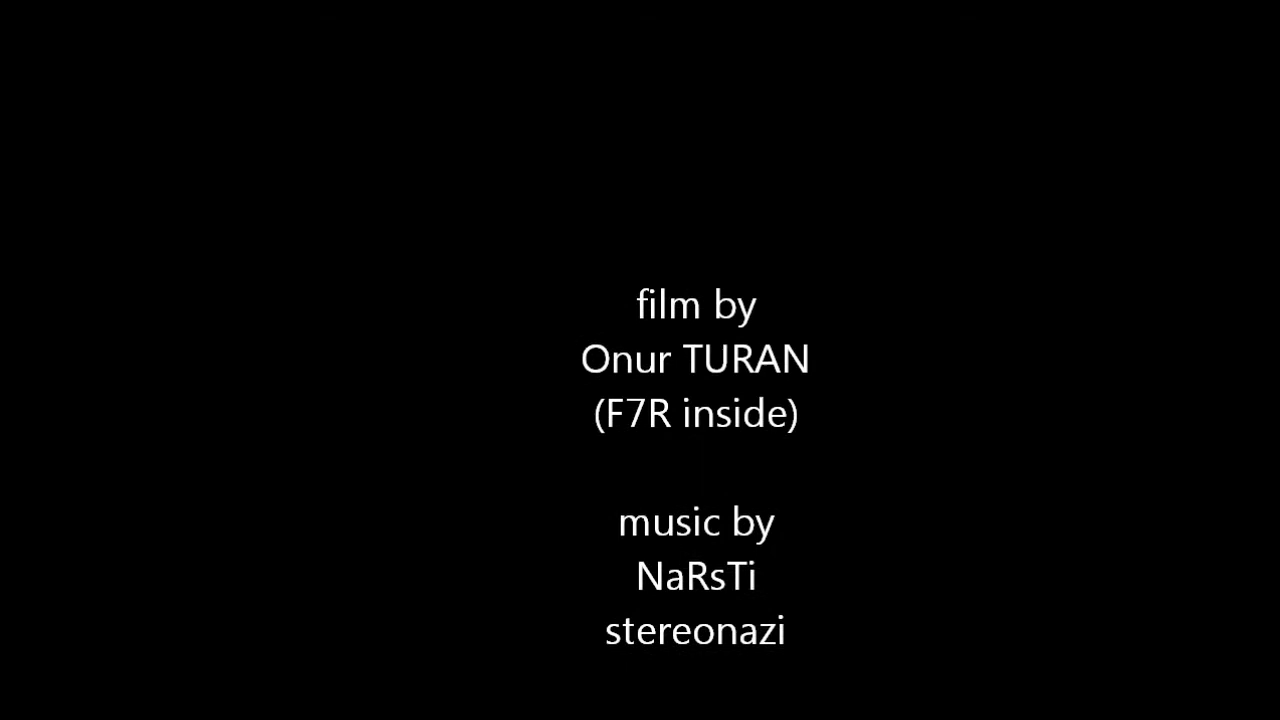 film by
Onur TURAN
(F7R inside)
music by
NaRsTi
stereonazi